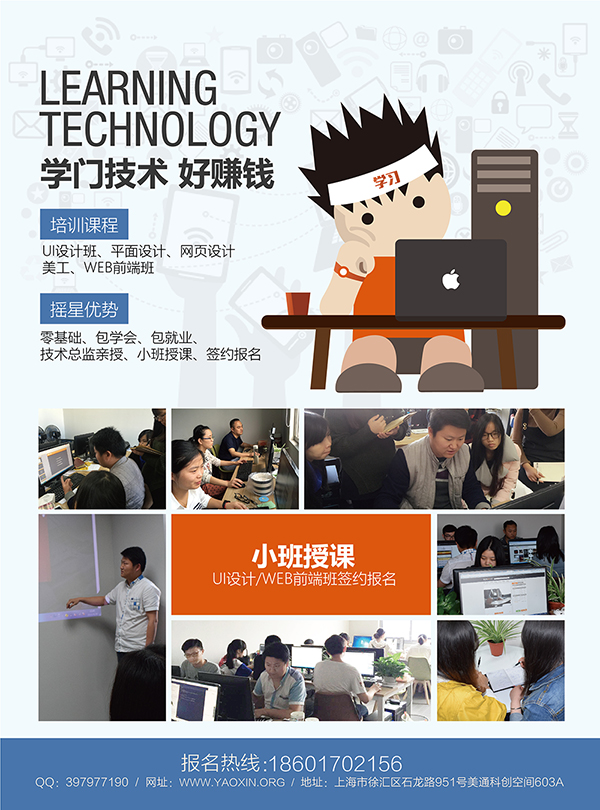 LEARNING
TECHNOLOGY
学门技术 好赚钱
学习
培训课程
UI设计班、平面设计、网页设计
美工、WEB前端班
摇星优势
零基础、包学会、包就业、
技术总监亲授、小班授课、签约报名
小班授课
UI设计/WEB前端班签约报名
报名热线:18601702156
QQ：397977190 / 网址：WWW.YAOXIN.ORG / 地址：上海市徐汇区石龙路951号美通科创空间603A